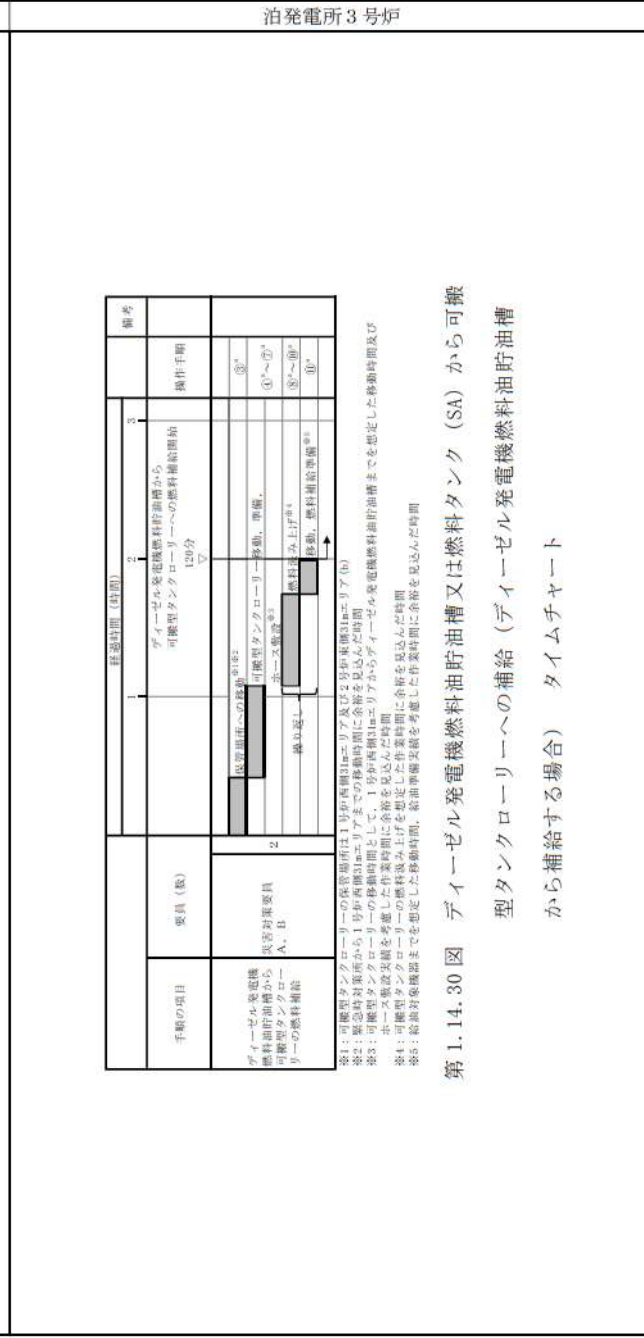 泊発電所3号炉
手順の項目
要員（数）
経過時間（時間）
1
2
3
操作手順
備考
ディーゼル発電機燃料油貯油槽から
可搬型タンクローリーへの燃料補給開始
120分
▽
ディーゼル発電機
燃料油貯油槽から
可搬型タンクロー
リーの燃料補給
災害対策要員
A，B
2
保管場所への移動※1※2
③a
可搬型タンクローリー移動，準備，
ホース敷設※3
④a～⑦a
燃料汲み上げ※4
⑧a～⑩a
移動，燃料補給準備※5
⑪a
繰り返し
※1：可搬型タンクローリーの保管場所は1号炉西側31mエリア及び2号炉東側31mエリア(b)
※2：緊急時対策所から1号炉西側31mエリアまでの移動時間に余裕を見込んだ時間
※3：可搬型タンクローリーの移動時間として，1号炉西側31mエリアからディーゼル発電機燃料油貯油槽までを想定した移動時間及び
ホース敷設実績を考慮した作業時間に余裕を見込んだ時間
※4：可搬型タンクローリーの燃料汲み上げを想定した作業時間に余裕を見込んだ時間
※5：給油対象機器までを想定した移動時間，給油準備実績を考慮した作業時間に余裕を見込んだ時間
第1.14.30図　ディーゼル発電機燃料油貯油槽又は燃料タンク（SA）から可搬
型タンクローリーへの補給（ディーゼル発電機燃料油貯油槽
から補給する場合）　タイムチャート